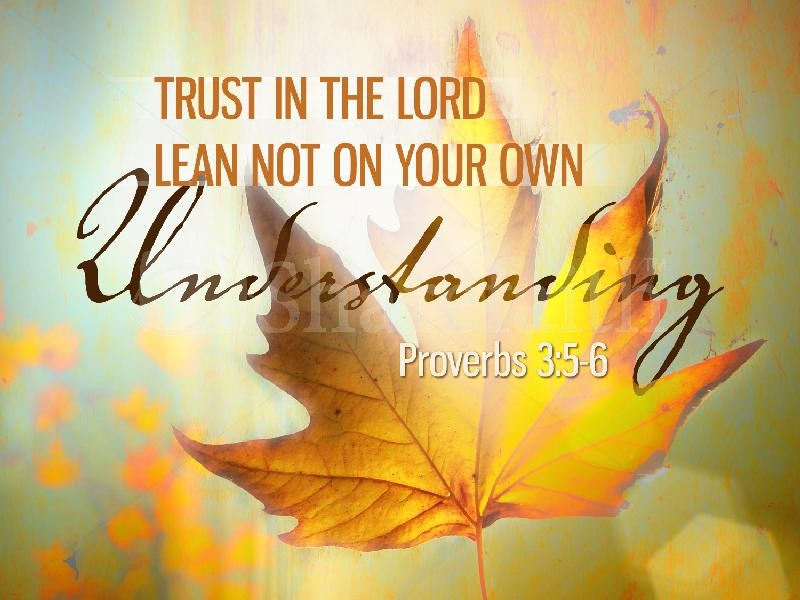 TRUST IN THE LORD
LEAN NOT ON YOUR OWN
Understanding
Proverbs 3:5-6